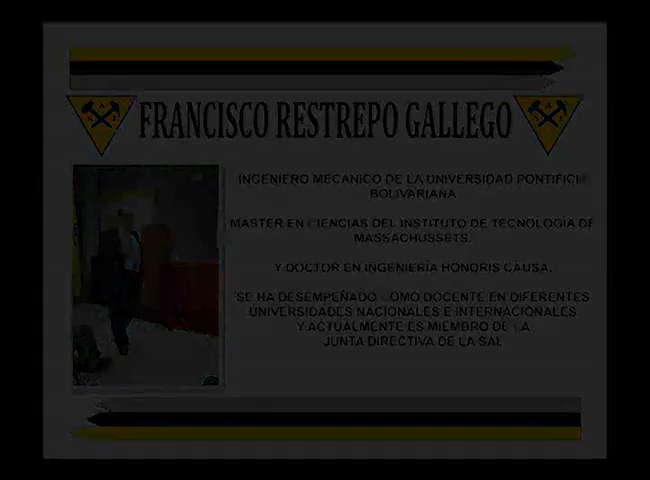 FRANCISCO RESTREPO GALLEGO
INGENIERO MECANICO DE LA UNIVERSIDAD PONTIFICIA
BOLIVARIANA
MASTER EN CIENCIAS DEL INSTITUTO DE TECNOLOGIA DE
MASSACHUSSETS.
Y DOCTOR EN INGENIERÍA HONORIS CAUSA.
SE HA DESEMPEÑADO COMO DOCENTE EN DIFERENTES
UNIVERSIDADES NACIONALES E INTERNACIONALES
Y ACTUALMENTE ES MIEMBRO DE LA
JUNTA DIRECTIVA DE LA SAI.